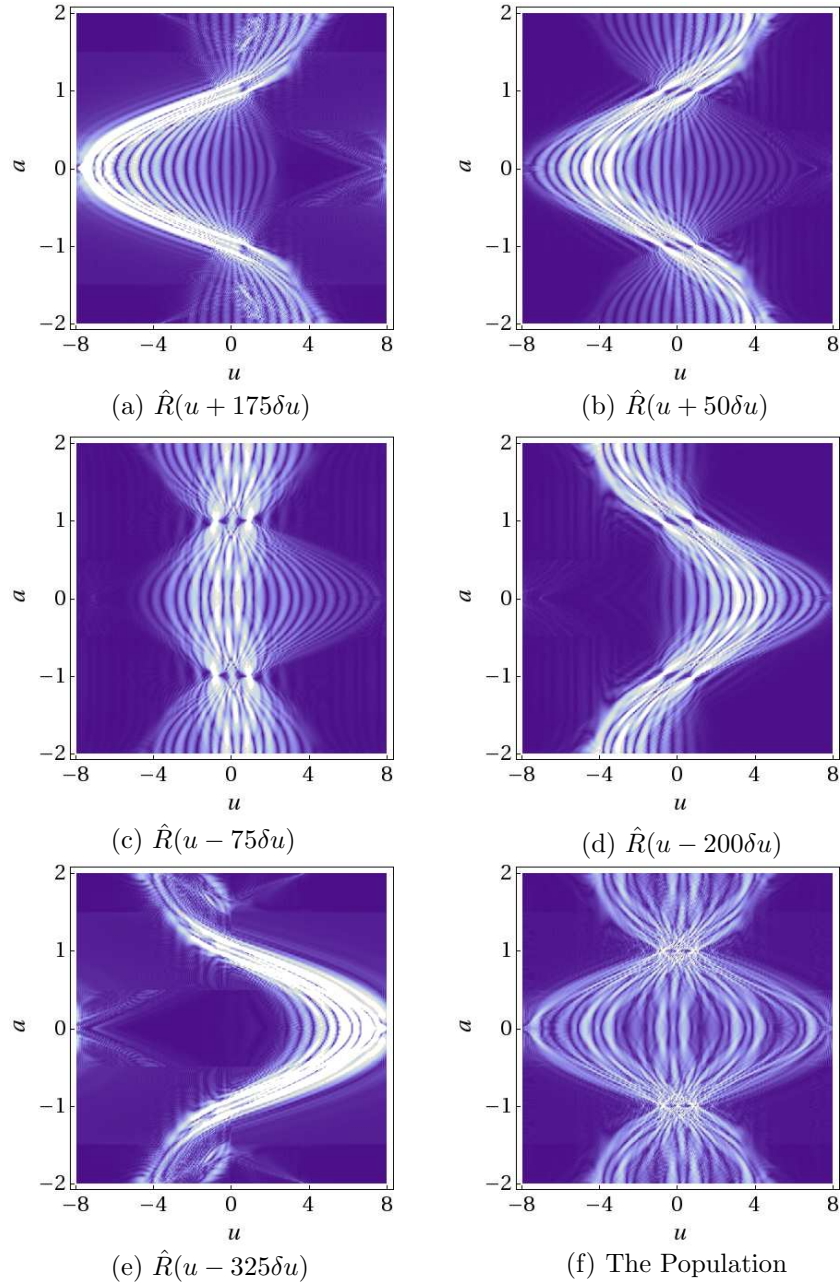 2
1
a
0
−1
−2
−8 −4 0 4 8
u
(a) R̂(u + 175δu)
2
1
a
0
−1
−2
−8 −4 0 4 8
u
(b) R̂(u + 50δu)
2
1
a
0
−1
−2
−8 −4 0 4 8
u
(c) R̂(u − 75δu)
2
1
a
0
−1
−2
−8 −4 0 4 8
u
(d) R̂(u − 200δu)
2
1
a
0
−1
−2
−8 −4 0 4 8
u
(e) R̂(u − 325δu)
2
1
a
0
−1
−2
−8 −4 0 4 8
u
(f) The Population